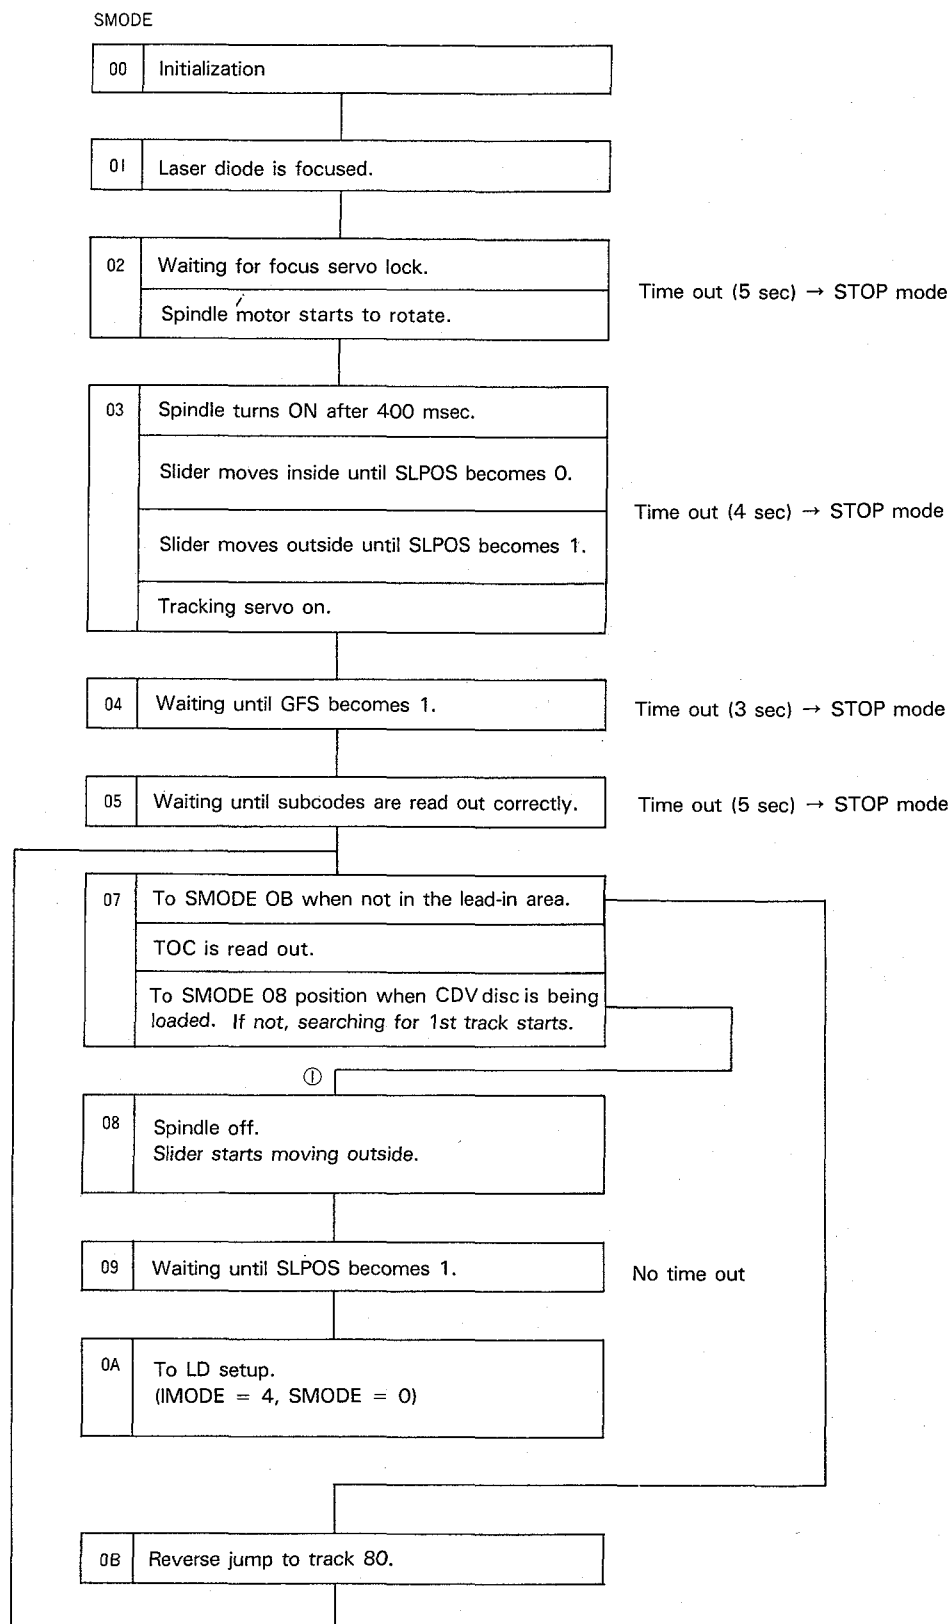 SMODE
00 Initialization
01 Laser diode is focused.
02 Waiting for focus servo lock.
Time out (5 sec) → STOP mode
Spindle motor starts to rotate.
03 Spindle turns ON after 400 msec.
Slider moves inside until SLPOS becomes 0.
Time out (4 sec) → STOP mode
Slider moves outside until SLPOS becomes 1.
Tracking servo on.
04 Waiting until GFS becomes 1. Time out (3 sec) → STOP mode
05 Waiting until subcodes are read out correctly. Time out (5 sec) → STOP mode
07 To SMODE 0B when not in the lead-in area.
TOC is read out.
To SMODE 08 position when CDV disc is being
loaded. If not, searching for 1st track starts.
①
08 Spindle off.
Slider starts moving outside.
09 Waiting until SLPOS becomes 1. No time out
0A To LD setup.
(IMODE = 4, SMODE = 0)
0B Reverse jump to track 80.